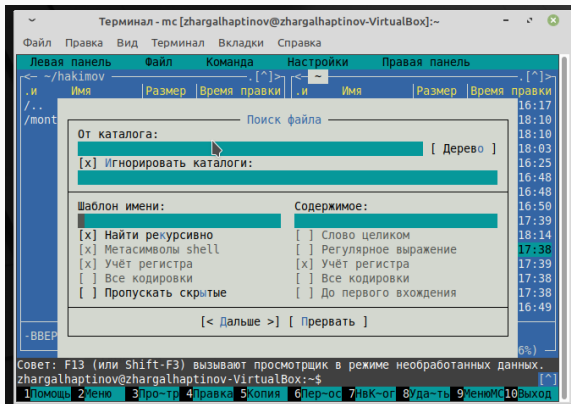 Терминал - mc [zhargalhaptinov@zhargalhaptinov-VirtualBox]:~
Файл Правка Вид Терминал Вкладки Справка
Левая панель Файл Команда Настройки Правая панель
<- ~/hakimov .[^]> <- ~ .[^]>
.и Имя Размер Время правки .и Имя Размер Время правки
/.. 16:17
/mont 18:10
Поиск файла 18:10
От каталога: 18:03
[ Дерево ]
[x] Игнорировать каталоги: 16:25
16:48
16:48
Шаблон имени: Содержимое: 16:50
17:39
[x] Найти рекурсивно [ ] Слово целиком 18:14
[x] Метасимволы shell [ ] Регулярное выражение 17:38
[x] Учёт регистра [x] Учёт регистра 17:39
[ ] Все кодировки [ ] Все кодировки 17:38
[ ] Пропускать скрытые [ ] До первого вхождения 17:38
16:49
[< Дальше >] [ Прервать ]
-ВВЕР
6%)
Совет: F13 (или Shift-F3) вызывают просмотрщик в режиме необработанных данных.
zhargalhaptinov@zhargalhaptinov-VirtualBox:~$ [^]
1Помощь 2Меню 3Про~тр 4Правка 5Копия 6Пер~ос 7НвК~ог 8Уда~ть 9МенюMC 10Выход